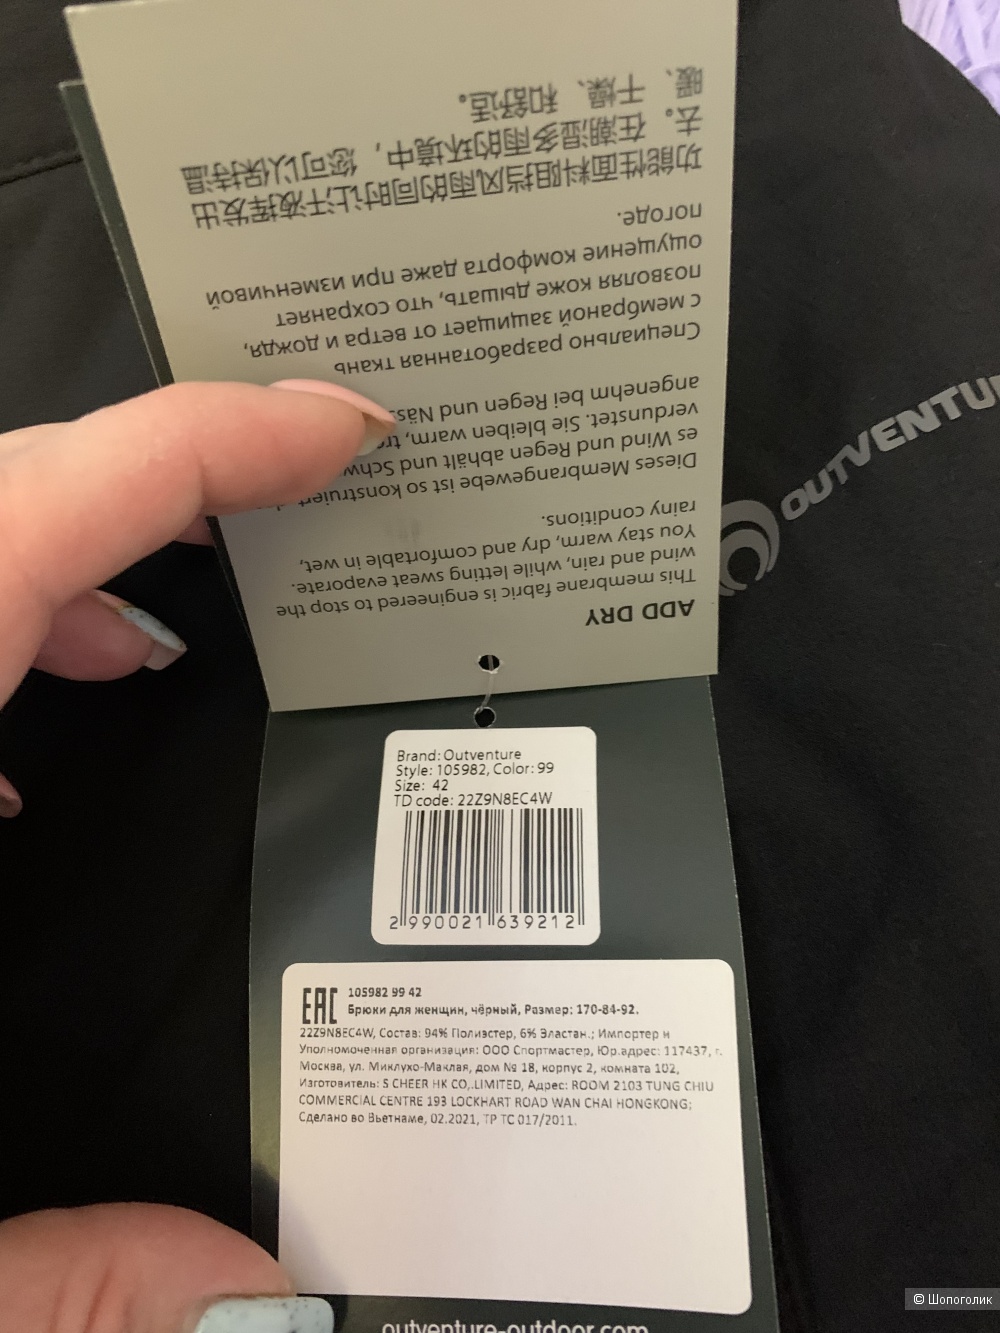 ADD DRY
This membrane fabric is engineered to stop the
wind and rain, while letting sweat evaporate.
You stay warm, dry and comfortable in wet,
rainy conditions.
Dieses Membrangewebe ist so konstruiert,
es Wind und Regen abhält und
verdunstet. Sie bleiben warm,
angenehm bei Regen und
Специально разработанная ткань
с мембраной защищает от ветра и дождя,
позволяя коже дышать, что сохраняет
ощущение комфорта даже при изменчивой
погоде.
功能性面料阻挡风雨的同时让汗液挥发出
去。在潮湿多雨的环境中，您可以保持温
暖、干燥、和舒适。
OUTVENTU
Brand: Outventure
Style: 105982, Color: 99
Size: 42
TD code: 22Z9N8EC4W
2 990021 639212
EAC
105982 99 42
Брюки для женщин, чёрный, Размер: 170-84-92.
22Z9N8EC4W, Состав: 94% Полиэстер, 6% Эластан.; Импортер и
Уполномоченная организация: ООО Спортмастер, Юр.адрес: 117437, г.
Москва, ул. Миклухо-Маклая, дом № 18, корпус 2, комната 102,
Изготовитель: S CHEER HK CO,.LIMITED, Адрес: ROOM 2103 TUNG CHIU
COMMERCIAL CENTRE 193 LOCKHART ROAD WAN CHAI HONGKONG;
Сделано во Вьетнаме, 02.2021, ТР ТС 017/2011.
outventure-outdoor.com
© Шопоголик